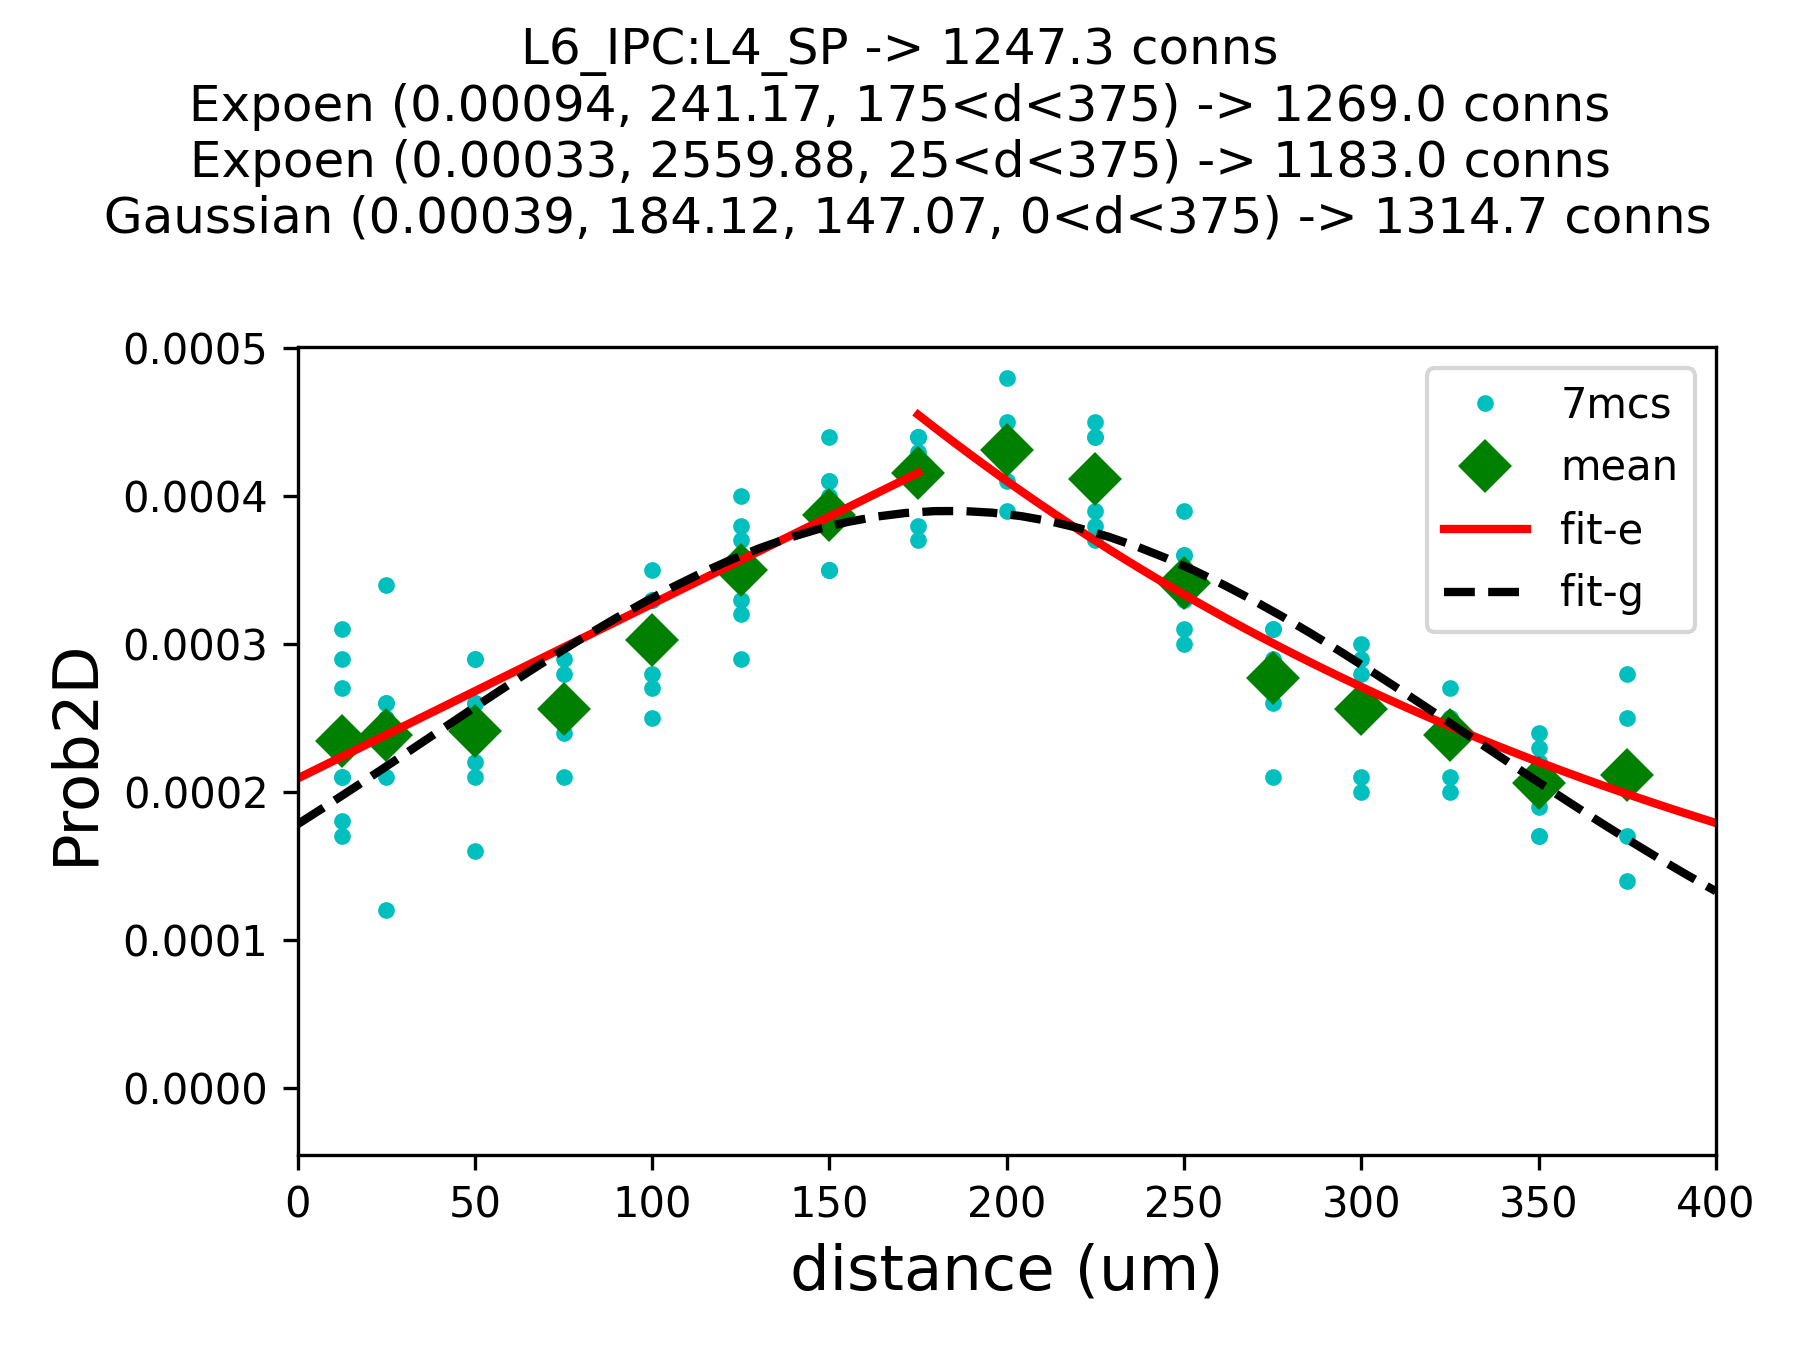 L6_IPC:L4_SP -> 1247.3 conns
Expoen (0.00094, 241.17, 175<d<375) -> 1269.0 conns
Expoen (0.00033, 2559.88, 25<d<375) -> 1183.0 conns
Gaussian (0.00039, 184.12, 147.07, 0<d<375) -> 1314.7 conns
0.0005
0.0004
0.0003
0.0002
0.0001
0.0000
Prob2D
7mcs
mean
fit-e
fit-g
0 50 100 150 200 250 300 350 400
distance (um)